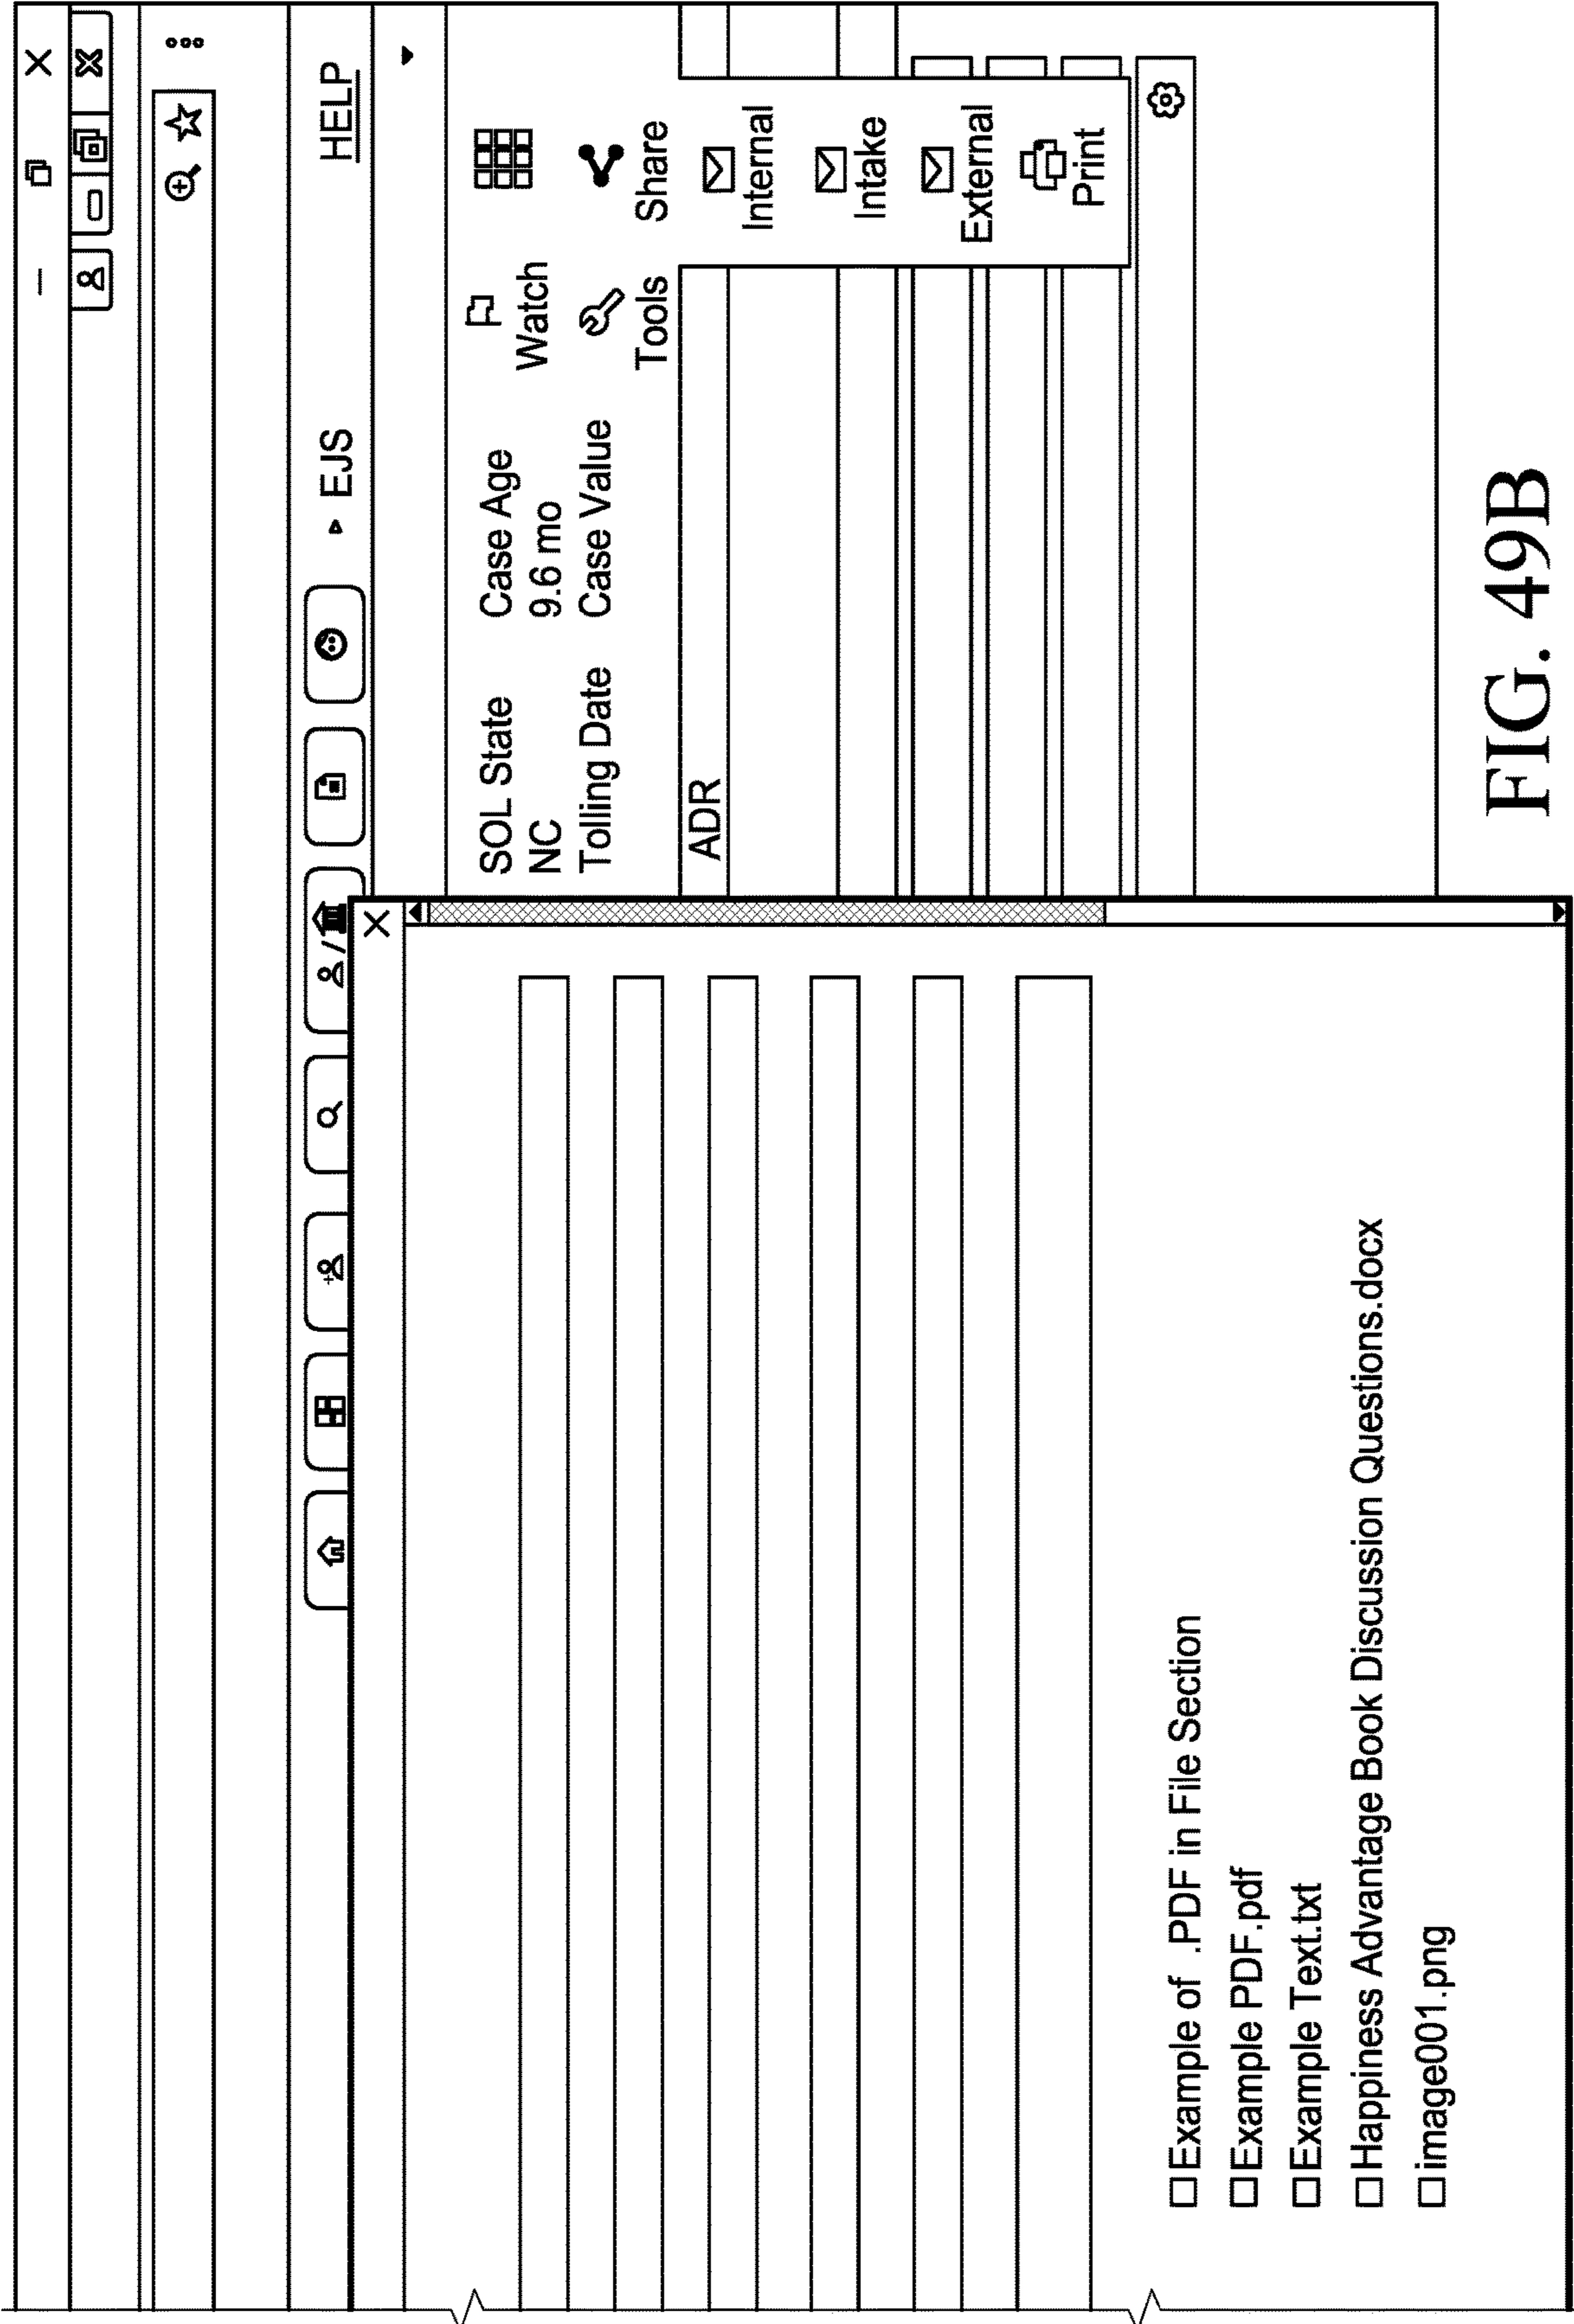 HELP
EJS
SOL State Case Age Watch
NC 9.6 mo
Tolling Date Case Value Tools Share
ADR
Internal
Intake
External
Print
Example of .PDF in File Section
Example PDF.pdf
Example Text.txt
Happiness Advantage Book Discussion Questions.docx
image001.png
FIG. 49B